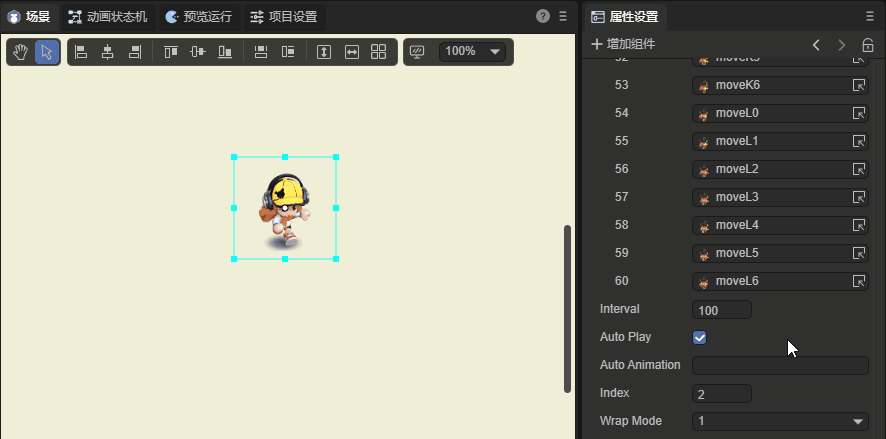 场景
动画状态机
预览运行
项目设置
?
100%
属性设置
增加组件
52
53 moveK6
54 moveL0
55 moveL1
56 moveL2
57 moveL3
58 moveL4
59 moveL5
60 moveL6
Interval 100
Auto Play
Auto Animation
Index 2
Wrap Mode 1